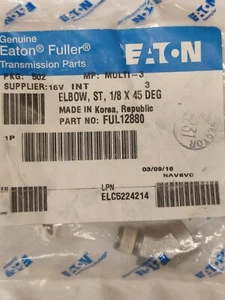 Genuine
Eaton® Fuller®
Transmission Parts
EATON
PKG: 502 MP: MULTI-3
SUPPLIER:16V INT 3
ELBOW, ST, 1/8 X 45 DEG
MADE IN Korea, Republic
PART NO: FUL12880
1P
03/09/16
NAVSVC
LPN
ELC5224214